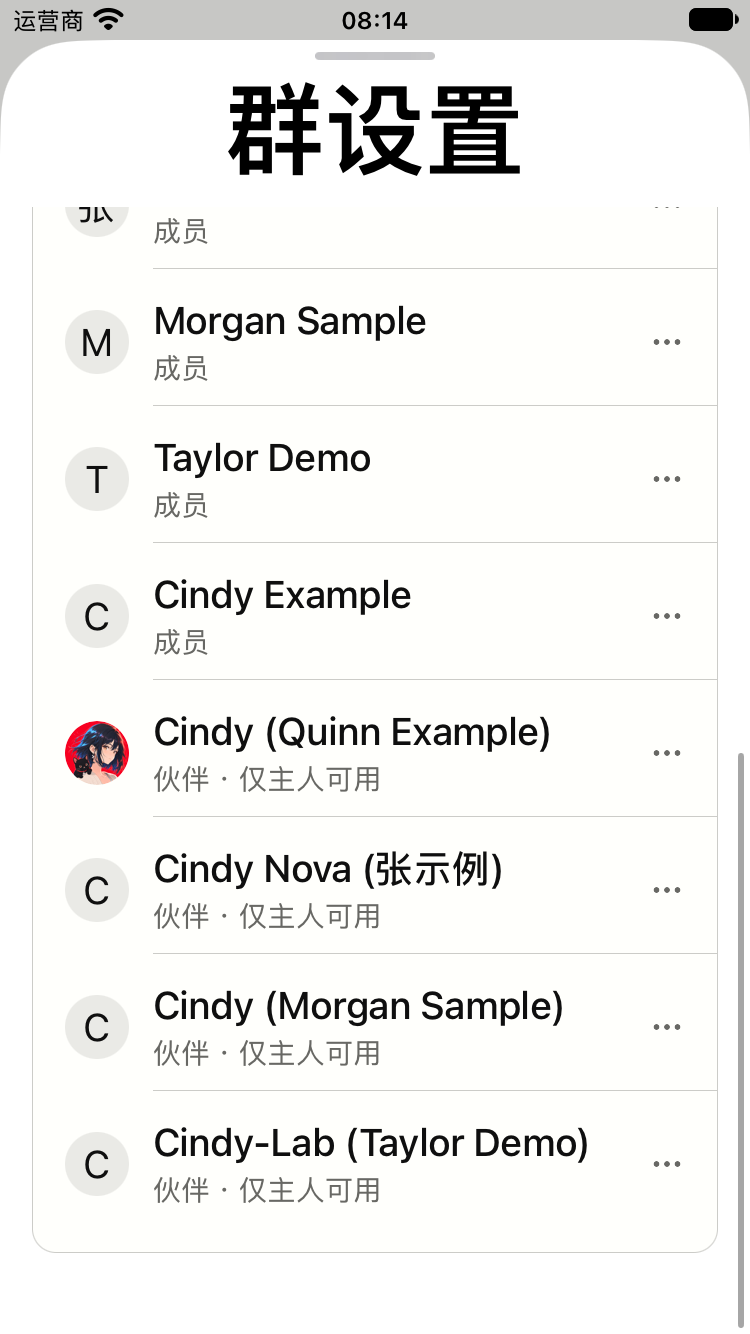 运营商
08:14
群设置
张
成员
M
Morgan Sample
成员
T
Taylor Demo
成员
C
Cindy Example
成员
Cindy (Quinn Example)
伙伴 · 仅主人可用
C
Cindy Nova (张示例)
伙伴 · 仅主人可用
C
Cindy (Morgan Sample)
伙伴 · 仅主人可用
C
Cindy-Lab (Taylor Demo)
伙伴 · 仅主人可用